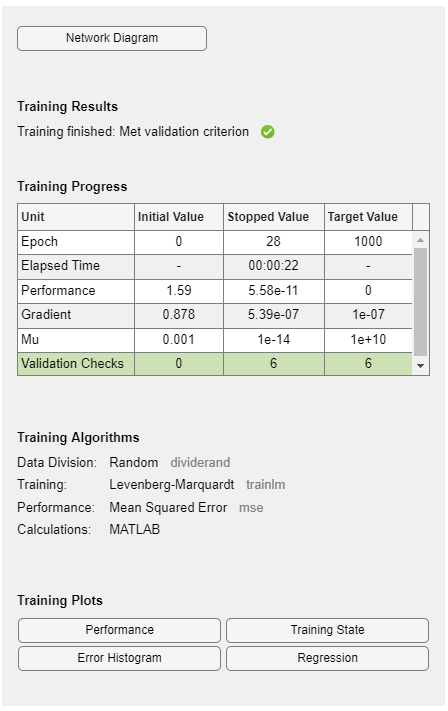 Network Diagram
Training Results
Training finished: Met validation criterion
Training Progress
Unit Initial Value Stopped Value Target Value
Epoch 0 28 1000
Elapsed Time - 00:00:22 -
Performance 1.59 5.58e-11 0
Gradient 0.878 5.39e-07 1e-07
Mu 0.001 1e-14 1e+10
Validation Checks 0 6 6
Training Algorithms
Data Division: Random dividerand
Training: Levenberg-Marquardt trainlm
Performance: Mean Squared Error mse
Calculations: MATLAB
Training Plots
Performance Training State
Error Histogram Regression